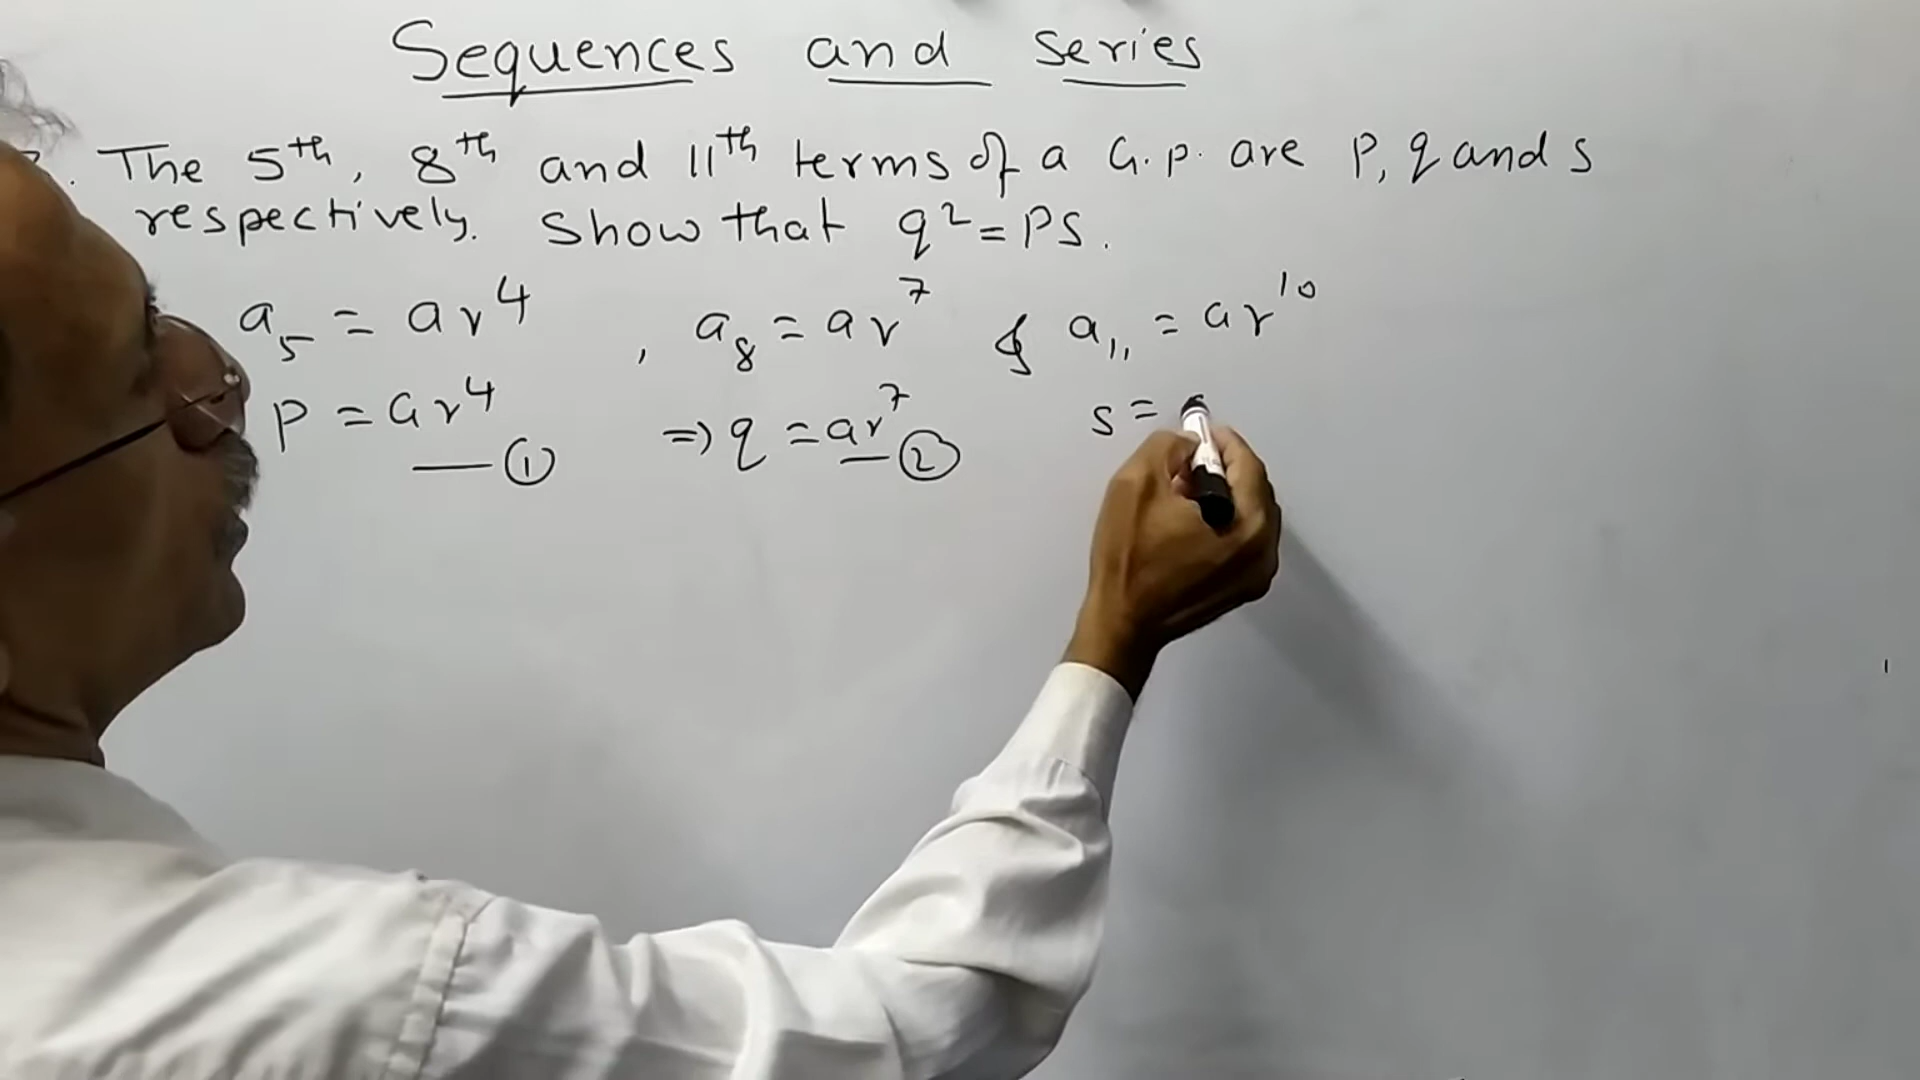 Sequences and series
The 5th, 8th and 11th terms of a G.P. are P, q and s
respectively. Show that q² = PS.
a₅ = ar⁴ , a₈ = ar⁷ & a₁₁ = ar¹⁰
P = ar⁴ —① ⇒ q = ar⁷ —② s =